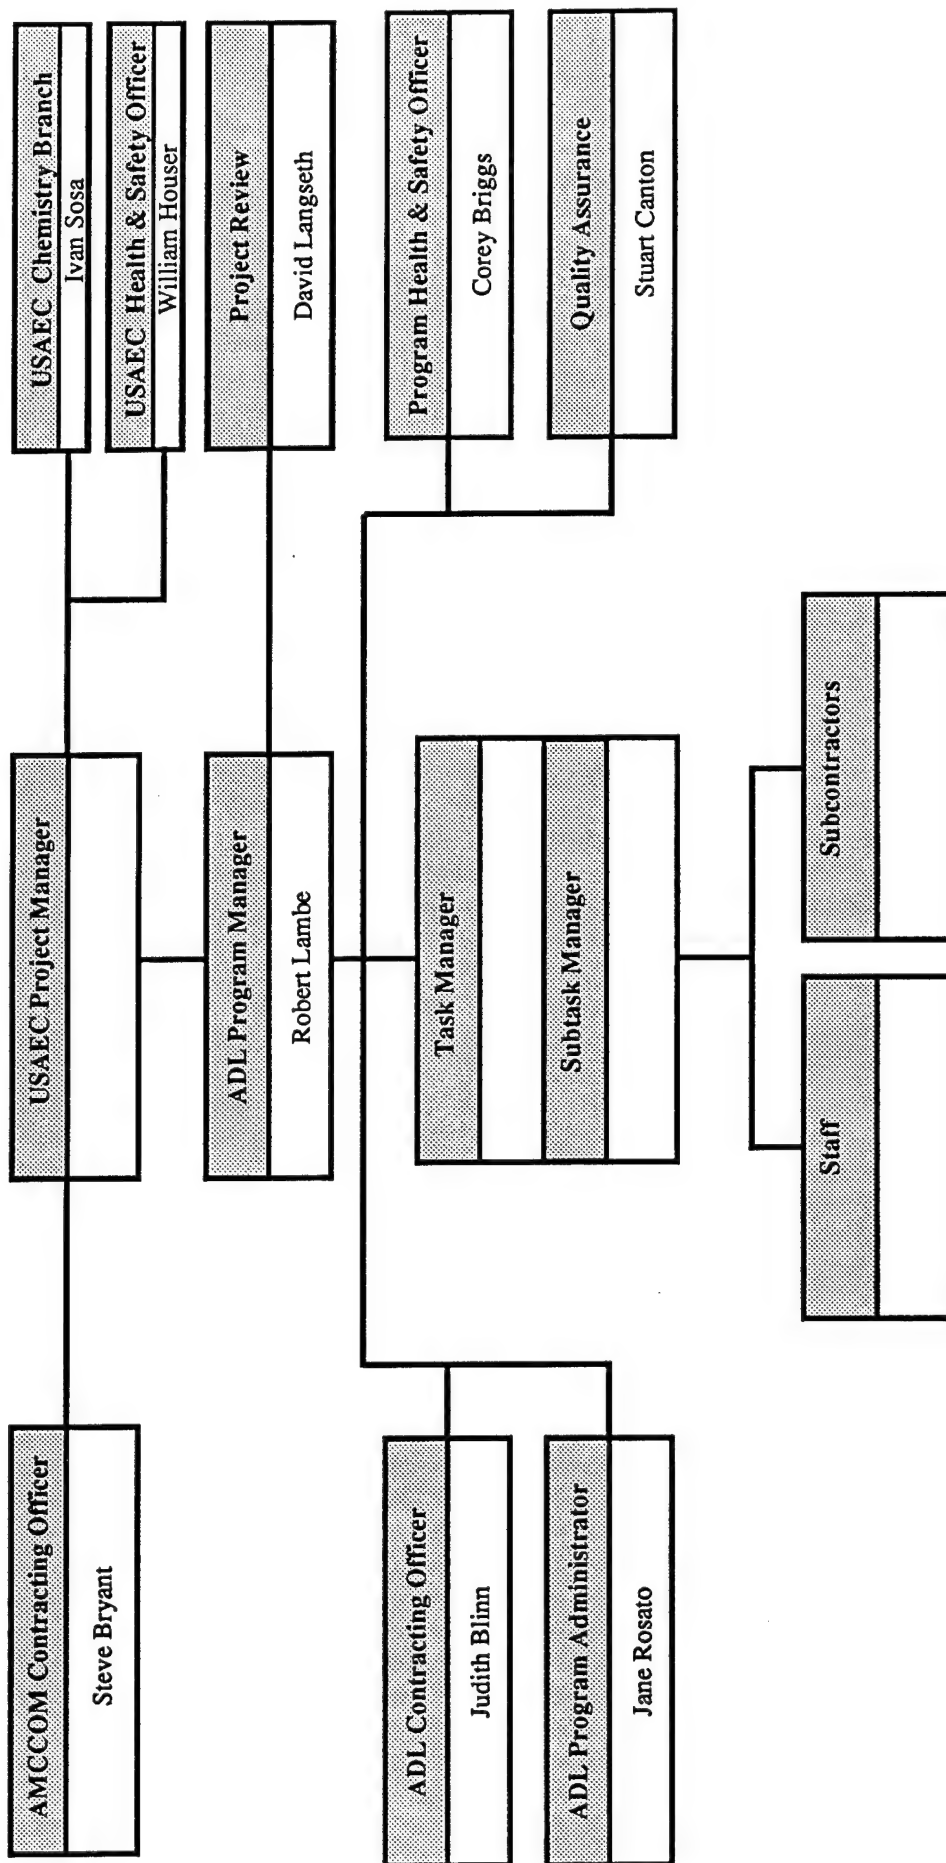 AMCCOM Contracting Officer
Steve Bryant
USAEC Project Manager
USAEC Chemistry Branch
Ivan Sosa
USAEC Health & Safety Officer
William Houser
ADL Program Manager
Robert Lambe
Project Review
David Langseth
ADL Contracting Officer
Judith Blinn
ADL Program Administrator
Jane Rosato
Task Manager
Subtask Manager
Program Health & Safety Officer
Corey Briggs
Quality Assurance
Stuart Canton
Staff
Subcontractors